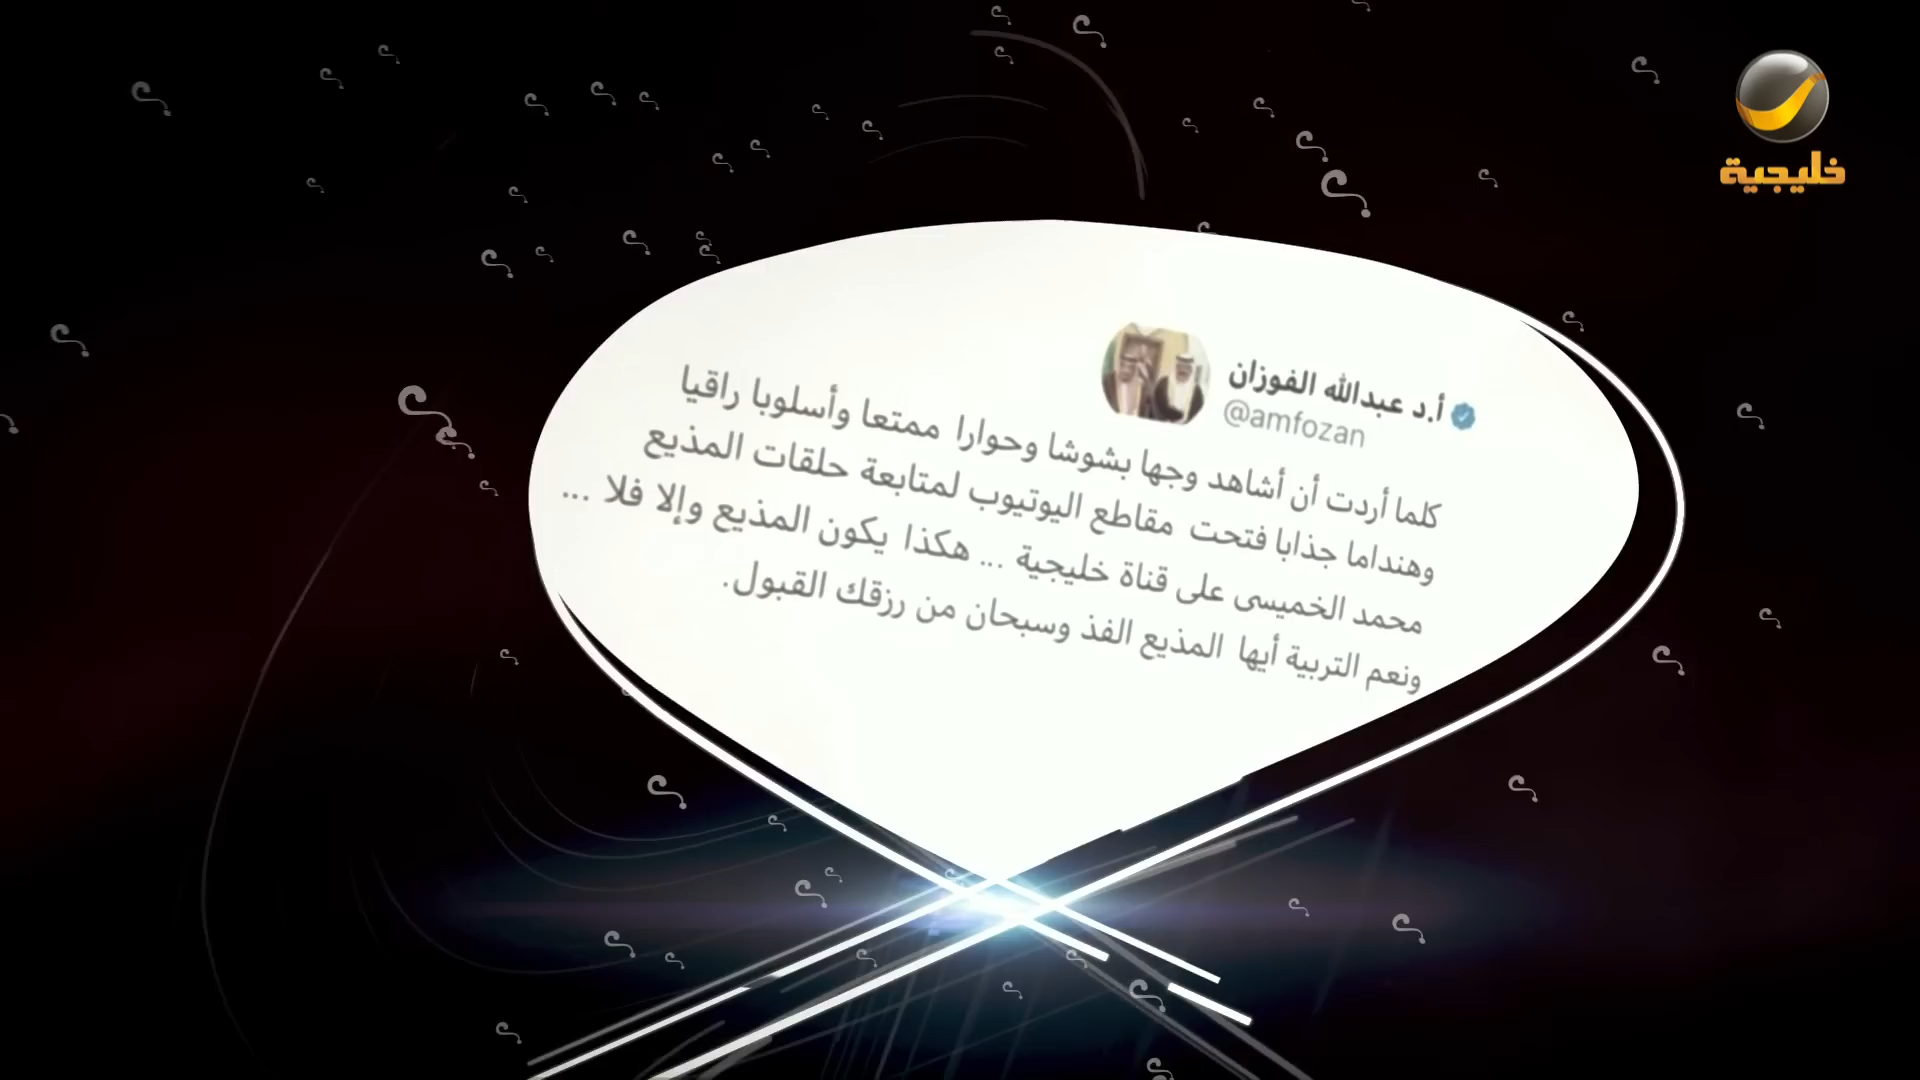 خليجية
أ.د عبدالله الفوزان
@amfozan
كلما أردت أن أشاهد وجها بشوشا وحوارا ممتعا وأسلوبا راقيا
وهنداما جذابا فتحت مقاطع اليوتيوب لمتابعة حلقات المذيع
محمد الخميسى على قناة خليجية ... هكذا يكون المذيع وإلا فلا ...
ونعم التربية أيها المذيع الفذ وسبحان من رزقك القبول.